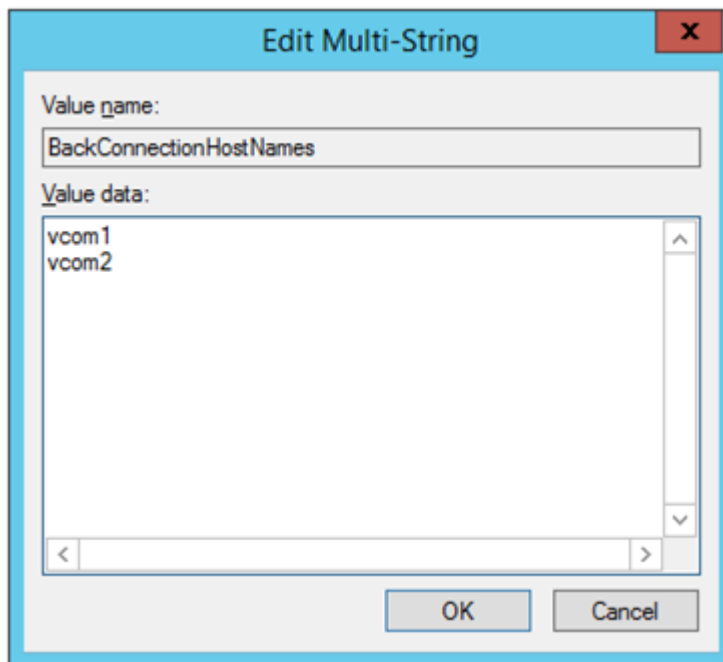 Edit Multi-String
x
Value name:
BackConnectionHostNames
Value data:
vcom1
vcom2
OK
Cancel